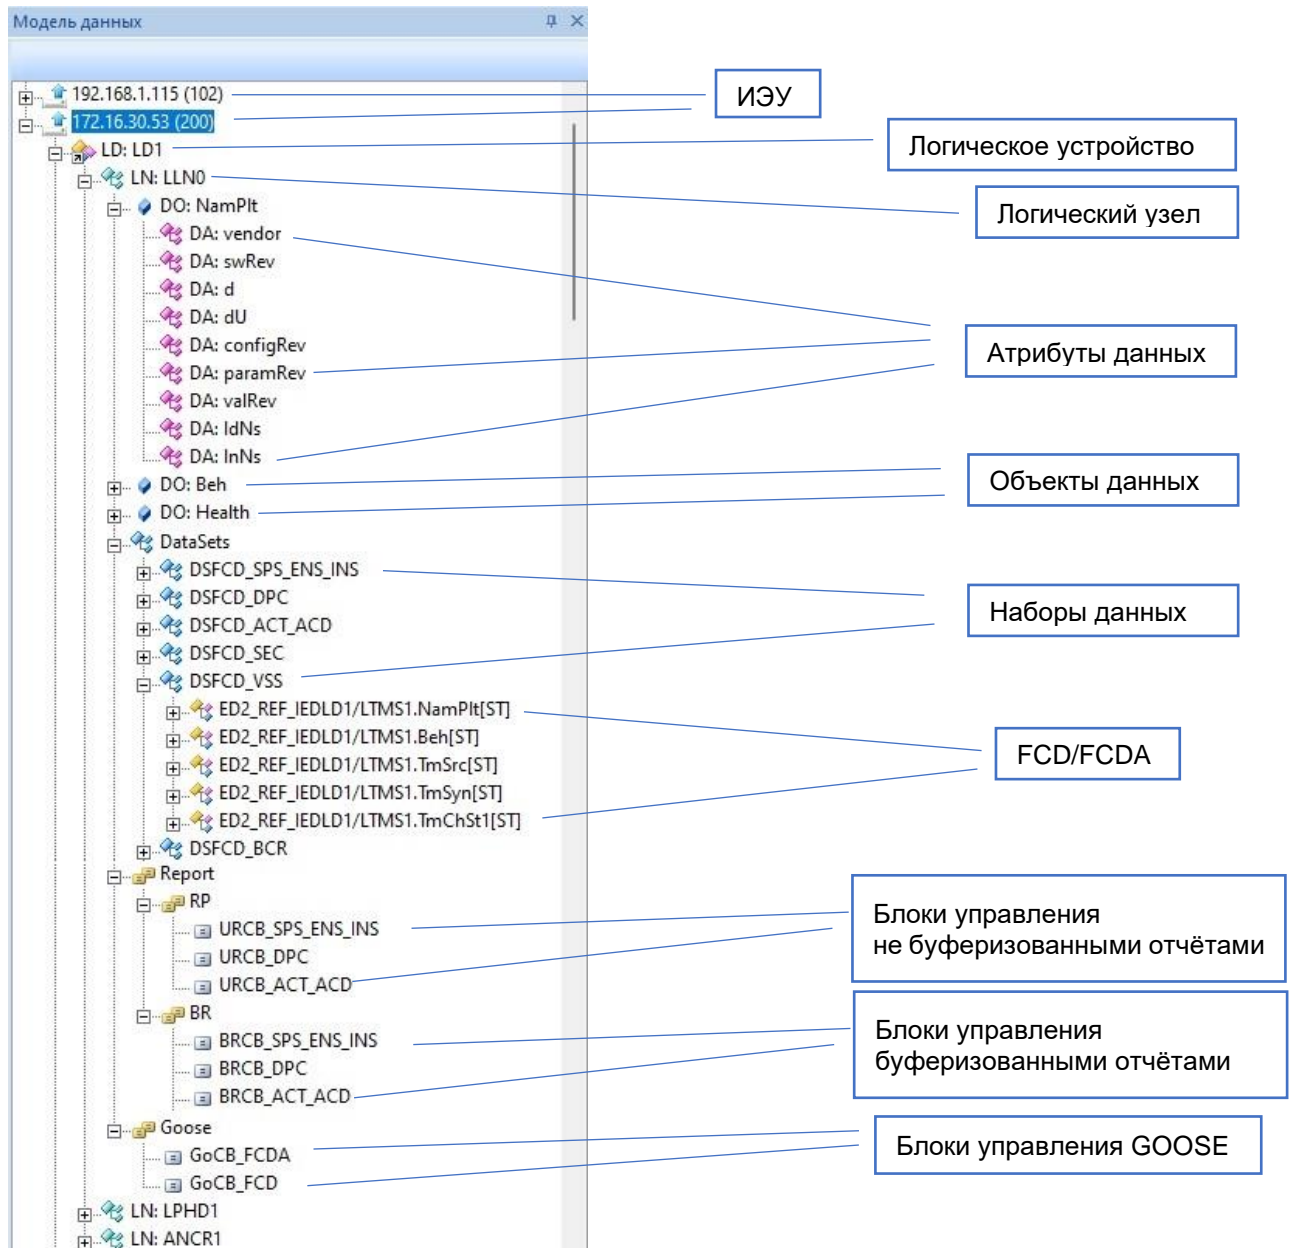 Модель данных
192.168.1.115 (102)
172.16.30.53 (200)
LD: LD1
LN: LLN0
DO: NamPlt
DA: vendor
DA: swRev
DA: d
DA: dU
DA: configRev
DA: paramRev
DA: valRev
DA: ldNs
DA: lnNs
DO: Beh
DO: Health
DataSets
DSFCD_SPS_ENS_INS
DSFCD_DPC
DSFCD_ACT_ACD
DSFCD_SEC
DSFCD_VSS
ED2_REF_IEDLD1/LTMS1.NamPlt[ST]
ED2_REF_IEDLD1/LTMS1.Beh[ST]
ED2_REF_IEDLD1/LTMS1.TmSrc[ST]
ED2_REF_IEDLD1/LTMS1.TmSyn[ST]
ED2_REF_IEDLD1/LTMS1.TmChSt1[ST]
DSFCD_BCR
Report
RP
URCB_SPS_ENS_INS
URCB_DPC
URCB_ACT_ACD
BR
BRCB_SPS_ENS_INS
BRCB_DPC
BRCB_ACT_ACD
Goose
GoCB_FCDA
GoCB_FCD
LN: LPHD1
LN: ANCR1
ИЭУ
Логическое устройство
Логический узел
Атрибуты данных
Объекты данных
Наборы данных
FCD/FCDA
Блоки управления
не буферизованными отчётами
Блоки управления
буферизованными отчётами
Блоки управления GOOSE